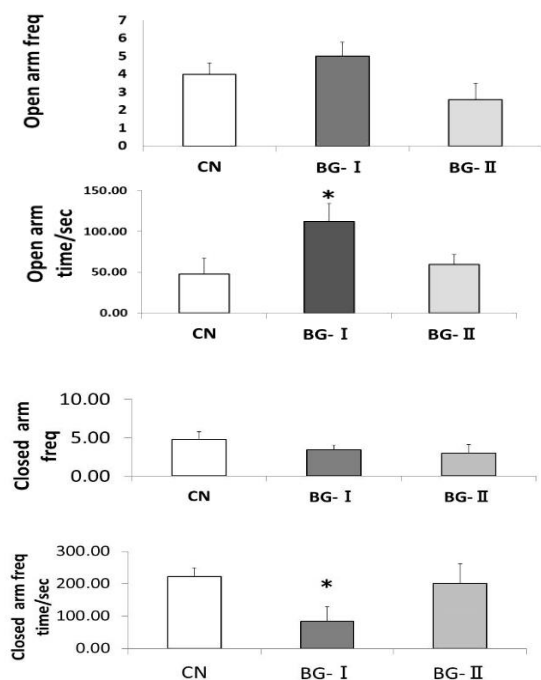 Open arm freq
7
6
5
4
3
2
1
0
CN BG- I BG- II
Open arm
time/sec
150.00
100.00
50.00
0.00
*
CN BG- I BG- II
Closed arm
freq
10.00
5.00
0.00
CN BG- I BG- II
Closed arm freq
time/sec
300.00
200.00
100.00
0.00
*
CN BG- I BG- II